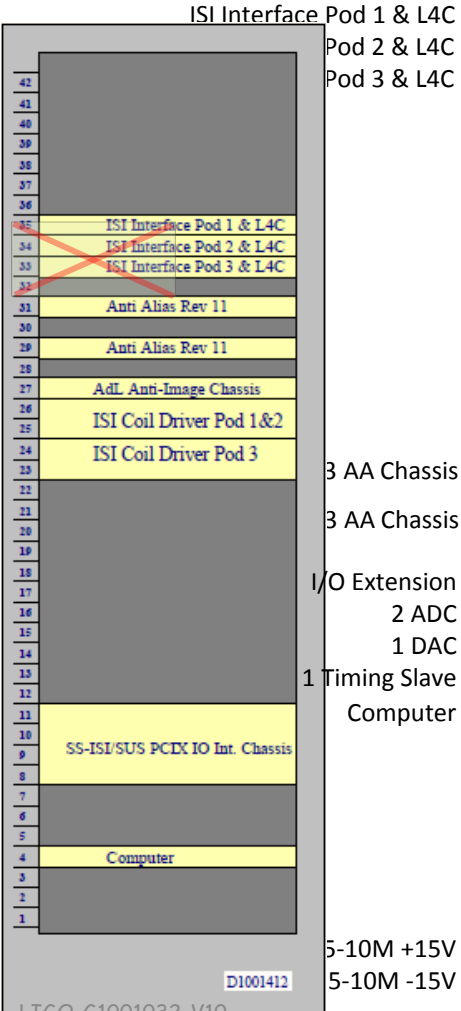 ISI Interface Pod 1 & L4C
Pod 2 & L4C
Pod 3 & L4C
42
41
40
39
38
37
36
35 ISI Interface Pod 1 & L4C
34 ISI Interface Pod 2 & L4C
33 ISI Interface Pod 3 & L4C
32
31 Anti Alias Rev 11
30
29 Anti Alias Rev 11
28
27 AdL Anti-Image Chassis
26
25 ISI Coil Driver Pod 1&2
24 ISI Coil Driver Pod 3
23
3 AA Chassis
22
21
20
3 AA Chassis
19
18
17
I/O Extension
16
2 ADC
15
14
1 DAC
13
1 Timing Slave
12
11
Computer
10
9 SS-ISI/SUS PCIX IO Int. Chassis
8
7
6
5
4 Computer
3
2
1
5-10M +15V
D1001412
5-10M -15V
LIGO-G1001032-V10